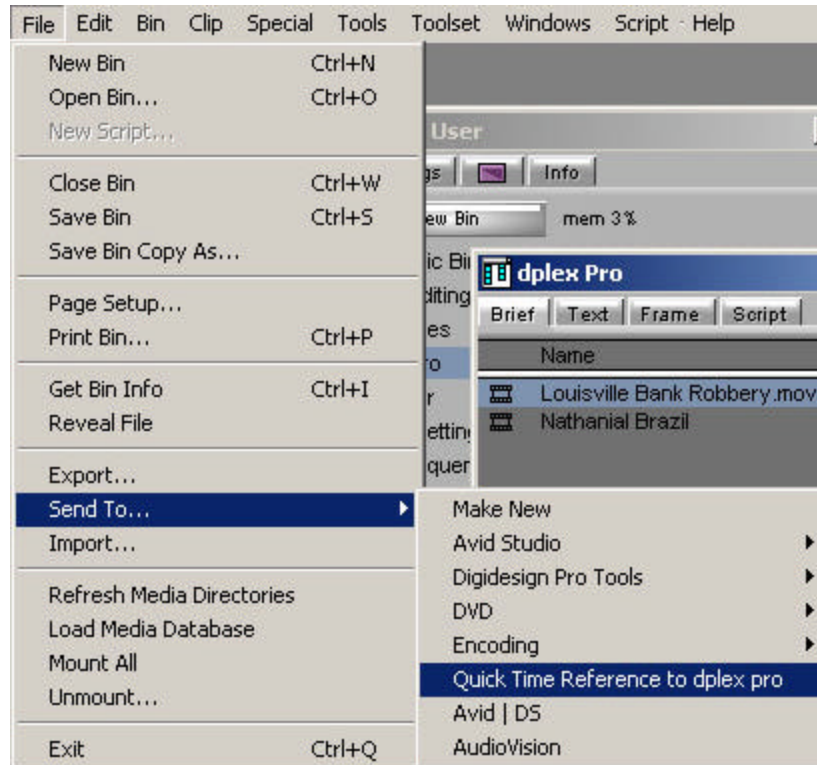 File Edit Bin Clip Special Tools Toolset Windows Script Help
New Bin Ctrl+N
Open Bin... Ctrl+O
New Script...
Close Bin Ctrl+W
Save Bin Ctrl+S
Save Bin Copy As...
Page Setup...
Print Bin... Ctrl+P
Get Bin Info Ctrl+I
Reveal File
Export...
Send To...
Import...
Refresh Media Directories
Load Media Database
Mount All
Unmount...
Exit Ctrl+Q
User
Info
Bin mem 3%
dplex Pro
Brief Text Frame Script
Name
Louisville Bank Robbery.mov
Nathanial Brazil
Make New
Avid Studio
Digidesign Pro Tools
DVD
Encoding
Quick Time Reference to dplex pro
Avid | DS
AudioVision